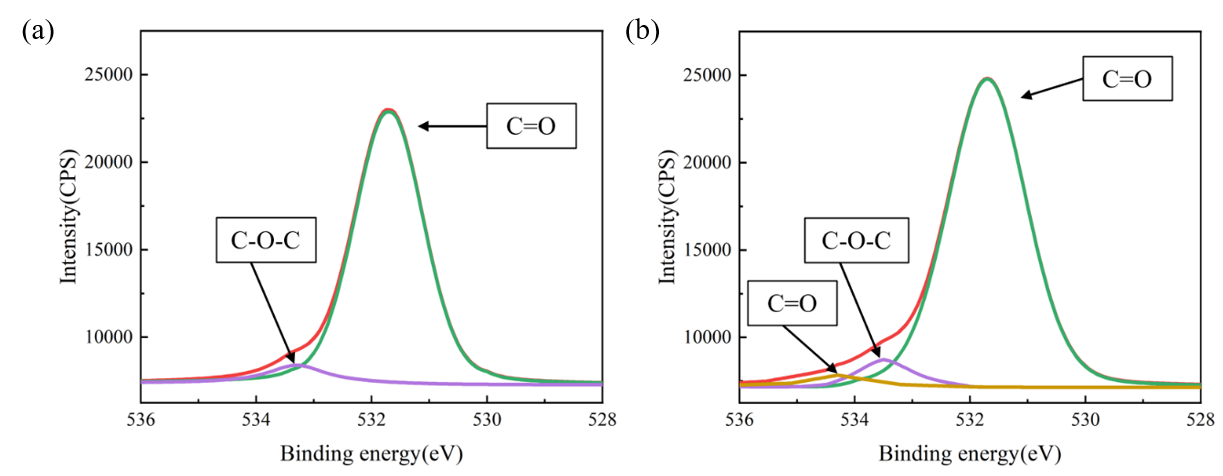 (a)
25000
20000
15000
10000
Intensity(CPS)
C=O
C-O-C
536
534
532
530
528
Binding energy(eV)
(b)
25000
20000
15000
10000
Intensity(CPS)
C=O
C-O-C
C=O
536
534
532
530
528
Binding energy(eV)